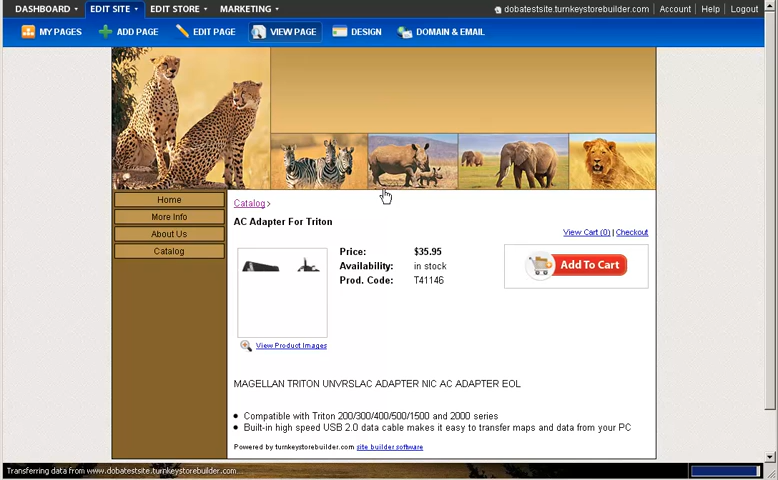 DASHBOARD EDIT SITE EDIT STORE MARKETING dobatestsite.turnkeystorebuilder.com | Account | Help | Logout
MY PAGES ADD PAGE EDIT PAGE VIEW PAGE DESIGN DOMAIN & EMAIL
Home
More Info
About Us
Catalog
Catalog >
AC Adapter For Triton
View Cart (0) | Checkout
Price: $35.95
Availability: in stock
Prod. Code: T41146
Add To Cart
View Product Images
MAGELLAN TRITON UNVRSLAC ADAPTER NIC AC ADAPTER EOL
● Compatible with Triton 200/300/400/500/1500 and 2000 series
● Built-in high speed USB 2.0 data cable makes it easy to transfer maps and data from your PC
Powered by turnkeystorebuilder.com site builder software
Transferring data from www.dobatestsite.turnkeystorebuilder.com...